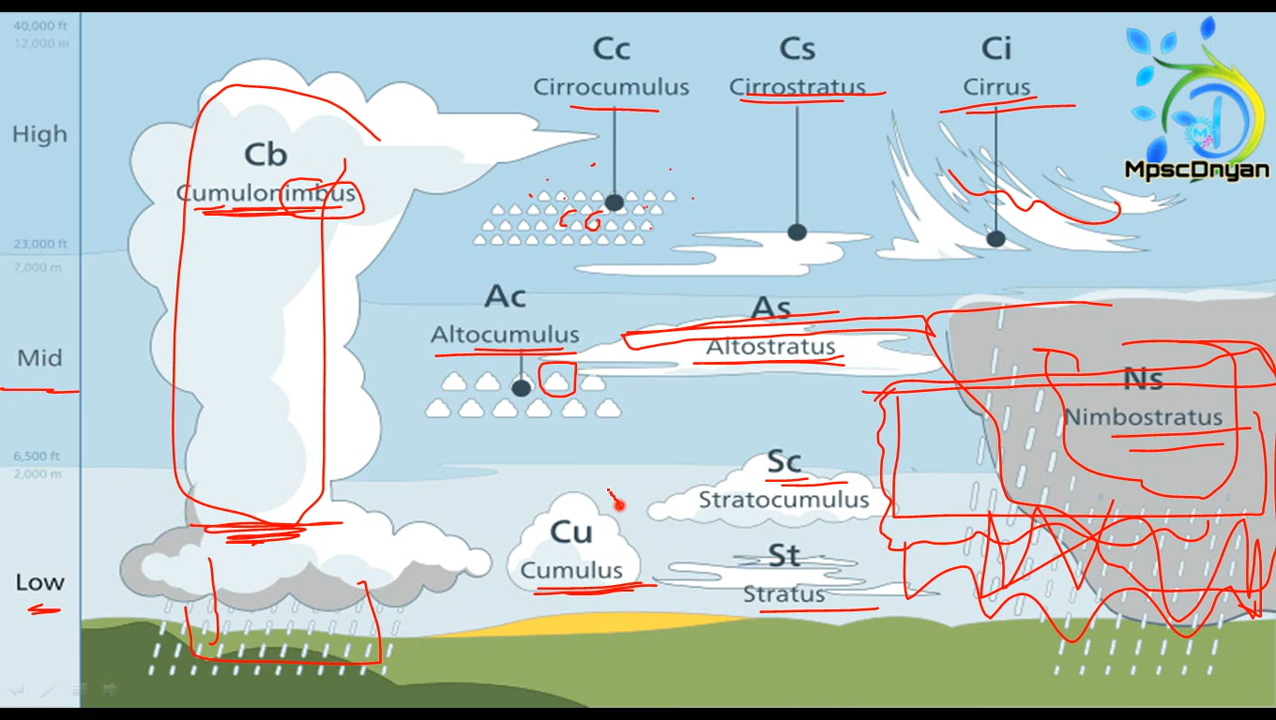 40,000 ft
12,000 m
High
23,000 ft
7,000 m
Mid
6,500 ft
2,000 m
Low
Cb
Cumulonimbus
Cc
Cirrocumulus
Cs
Cirrostratus
Ci
Cirrus
MpscDnyan
Ac
Altocumulus
As
Altostratus
Ns
Nimbostratus
Sc
Stratocumulus
Cu
Cumulus
St
Stratus